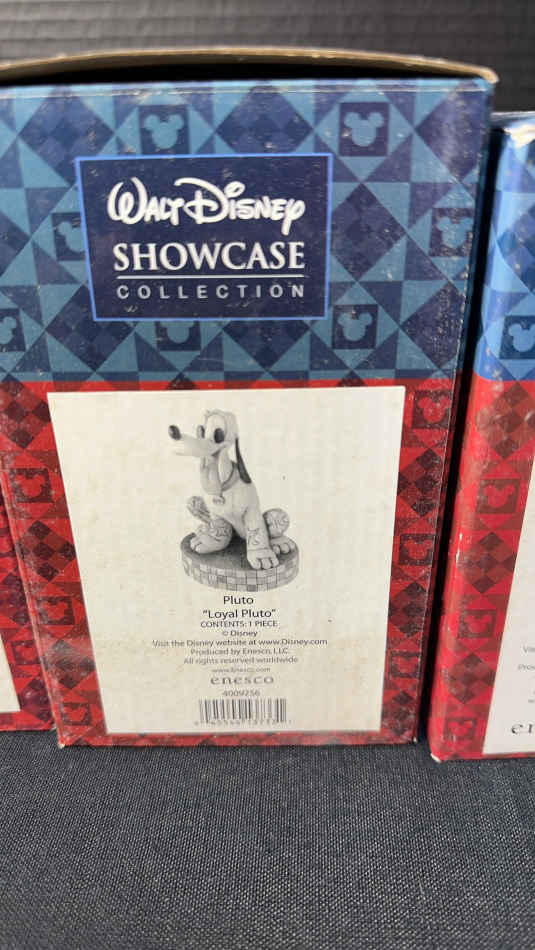 WALT DISNEY
SHOWCASE
COLLECTION
Pluto
"Loyal Pluto"
CONTENTS: 1 PIECE
© Disney
Visit the Disney website at www.Disney.com
Produced by Enesco, LLC.
All rights reserved worldwide
www.Enesco.com
enesco
4009256